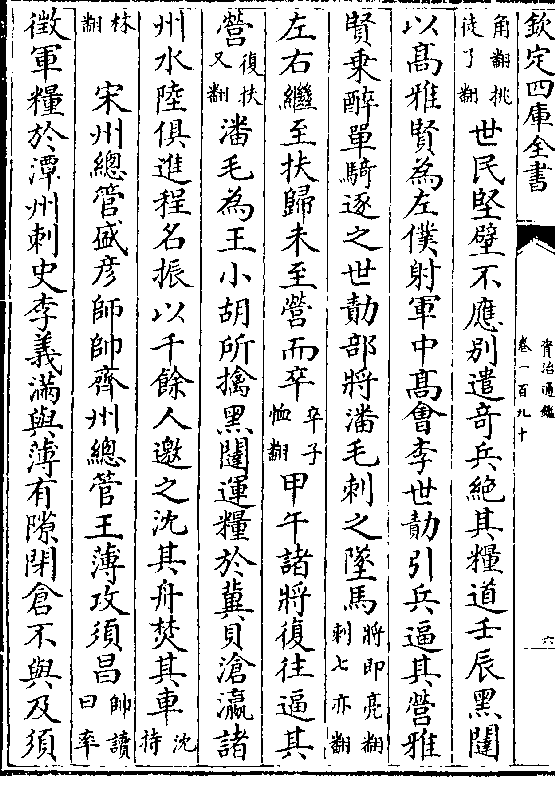 欽定四庫全書
資治通鑑
卷一百九十
六
角翻挑徒了翻世民堅壁不應別遣奇兵絕其糧道壬辰黑闥
以髙雅賢為左僕射軍中髙會李世勣引兵逼其營雅
賢乗醉單騎逐之世勣部將潘毛刺之墜馬將即亮翻刺七亦翻
左右繼至扶歸未至營而卒卒子恤翻甲午諸將復往逼其
營復扶又翻潘毛為王小胡所擒黑闥運糧於冀貝滄瀛諸
州水陸俱進程名振以千餘人邀之沈其舟焚其車沈持
林翻宋州總管盛彦師帥齊州總管王薄攻須昌帥讀曰率
徵軍糧於潭州刺史李義滿與薄有隙閉倉不與及須